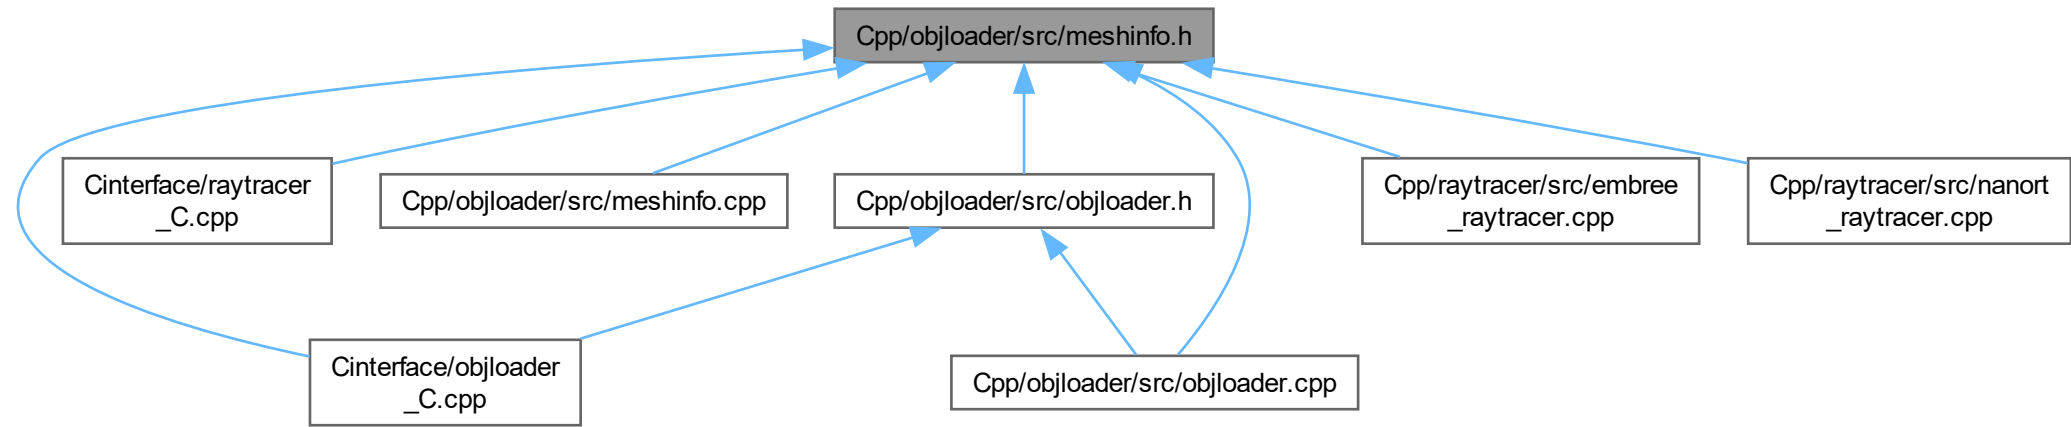 Cpp/objloader/src/meshinfo.h
Cinterface/raytracer
_C.cpp
Cpp/objloader/src/meshinfo.cpp
Cpp/objloader/src/objloader.h
Cpp/raytracer/src/embree
_raytracer.cpp
Cpp/raytracer/src/nanort
_raytracer.cpp
Cinterface/objloader
_C.cpp
Cpp/objloader/src/objloader.cpp